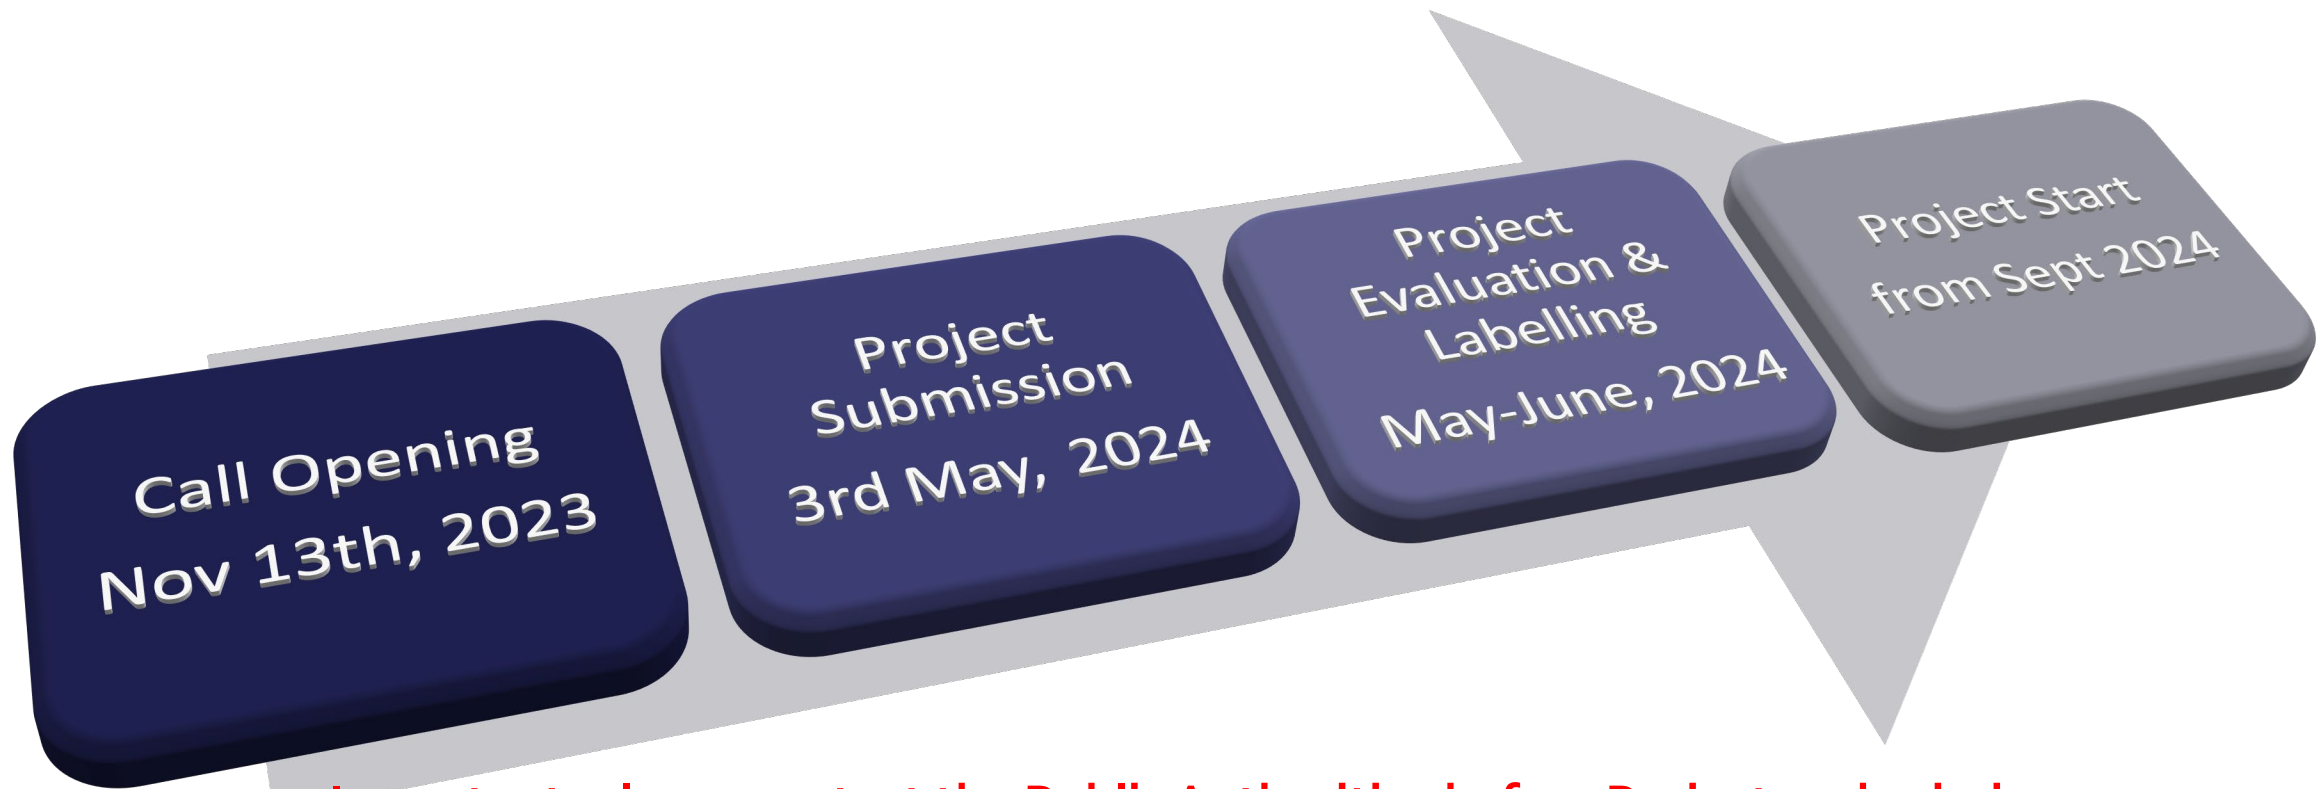 Call Opening
Nov 13th, 2023
Project
Submission
3rd May, 2024
Project
Evaluation &
Labelling
May-June, 2024
Project Start
from Sept 2024